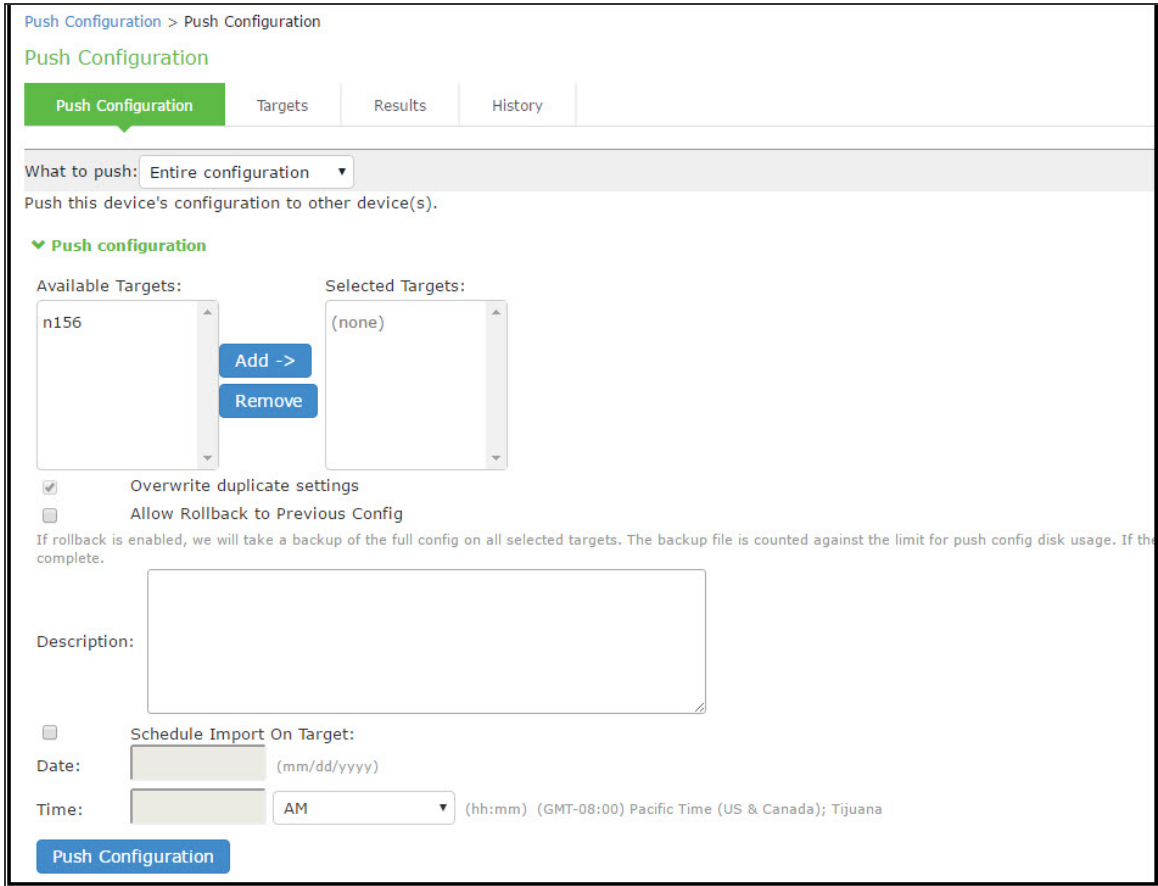 Push Configuration > Push Configuration
Push Configuration
Push Configuration Targets Results History
What to push: Entire configuration
Push this device's configuration to other device(s).
Push configuration
Available Targets: Selected Targets:
n156 (none)
Add ->
Remove
Overwrite duplicate settings
Allow Rollback to Previous Config
If rollback is enabled, we will take a backup of the full config on all selected targets. The backup file is counted against the limit for push config disk usage. If the
complete.
Description:
Schedule Import On Target:
Date: (mm/dd/yyyy)
Time: AM (hh:mm) (GMT-08:00) Pacific Time (US & Canada); Tijuana
Push Configuration